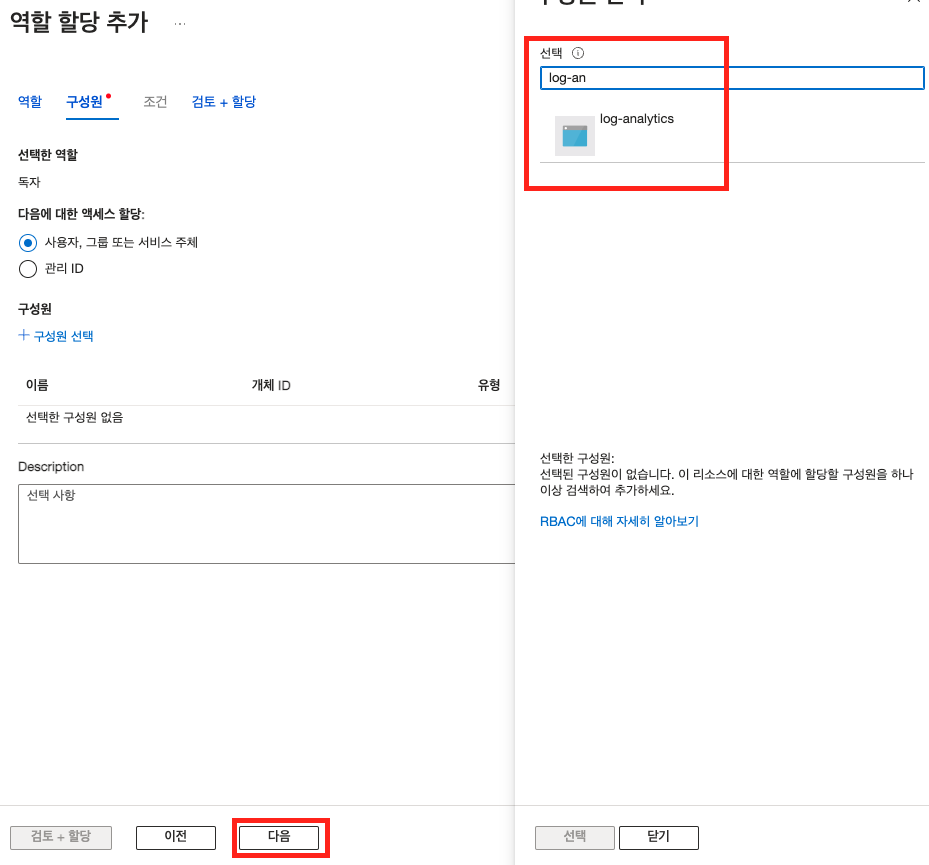 역할 할당 추가 ...
역할 구성원 조건 검토 + 할당
선택한 역할
독자
다음에 대한 액세스 할당:
사용자, 그룹 또는 서비스 주체
관리 ID
구성원
+ 구성원 선택
이름 개체 ID 유형
선택한 구성원 없음
Description
선택 사항
검토 + 할당 이전 다음
선택
log-an
log-analytics
선택한 구성원:
선택된 구성원이 없습니다. 이 리소스에 대한 역할에 할당할 구성원을 하나
이상 검색하여 추가하세요.
RBAC에 대해 자세히 알아보기
선택 닫기